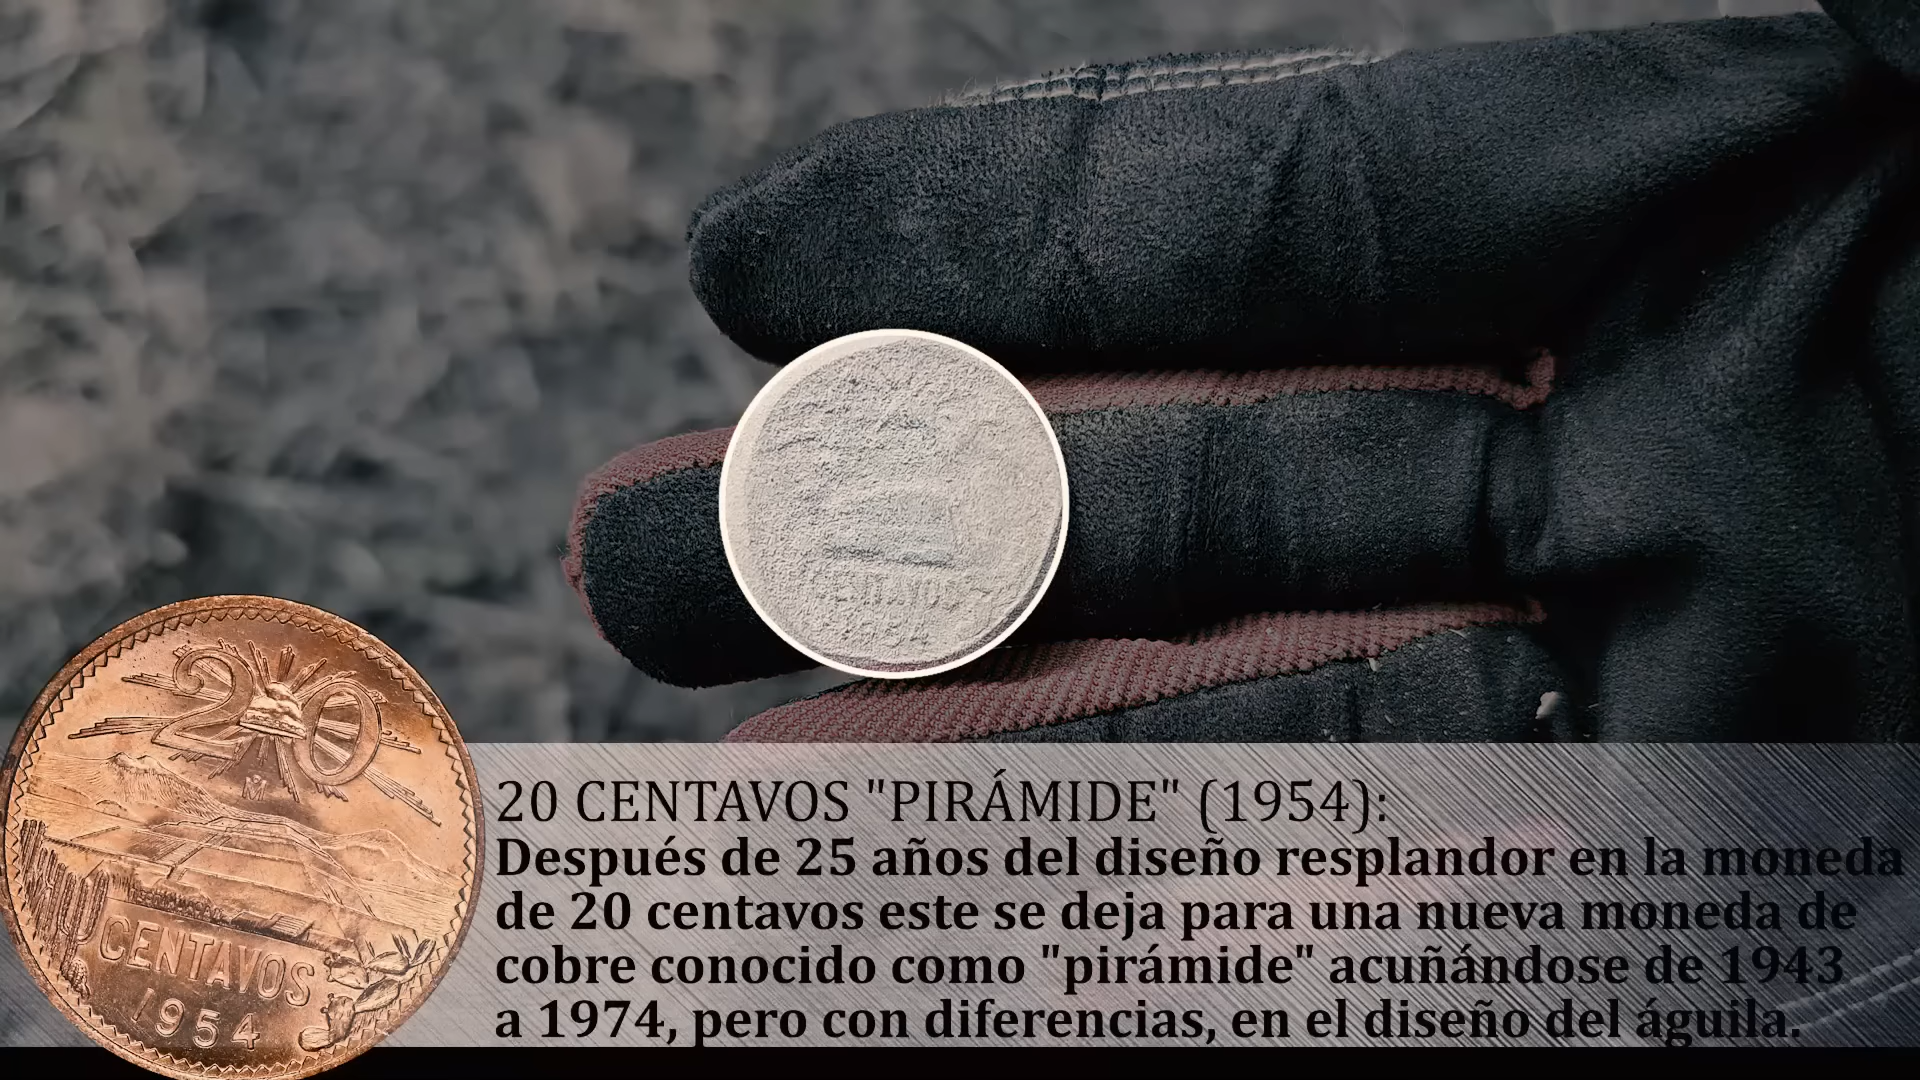 20 CENTAVOS "PIRÁMIDE" (1954):
Después de 25 años del diseño resplandor en la moneda
de 20 centavos este se deja para una nueva moneda de
cobre conocido como "pirámide" acuñándose de 1943
a 1974, pero con diferencias, en el diseño del águila.
20
M
CENTAVOS
1954